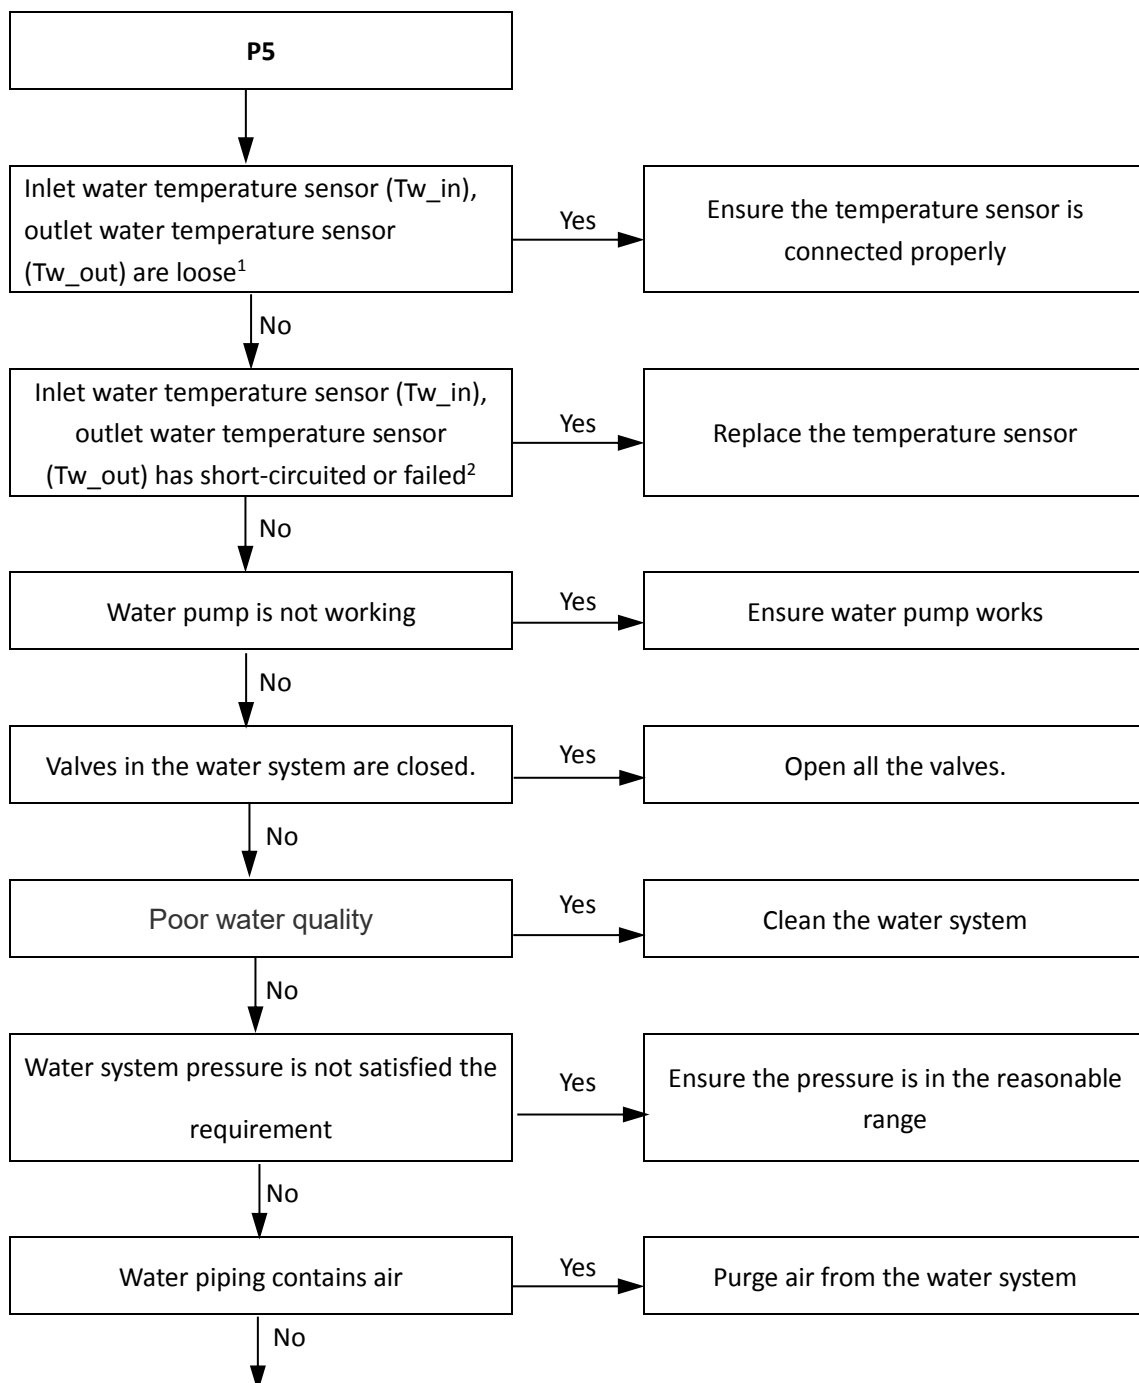 P5
Inlet water temperature sensor (Tw_in),
outlet water temperature sensor
(Tw_out) are loose¹
Yes
Ensure the temperature sensor is
connected properly
No
Inlet water temperature sensor (Tw_in),
outlet water temperature sensor
(Tw_out) has short-circuited or failed²
Yes
Replace the temperature sensor
No
Water pump is not working
Yes
Ensure water pump works
No
Valves in the water system are closed.
Yes
Open all the valves.
No
Poor water quality
Yes
Clean the water system
No
Water system pressure is not satisfied the
requirement
Yes
Ensure the pressure is in the reasonable
range
No
Water piping contains air
Yes
Purge air from the water system
No